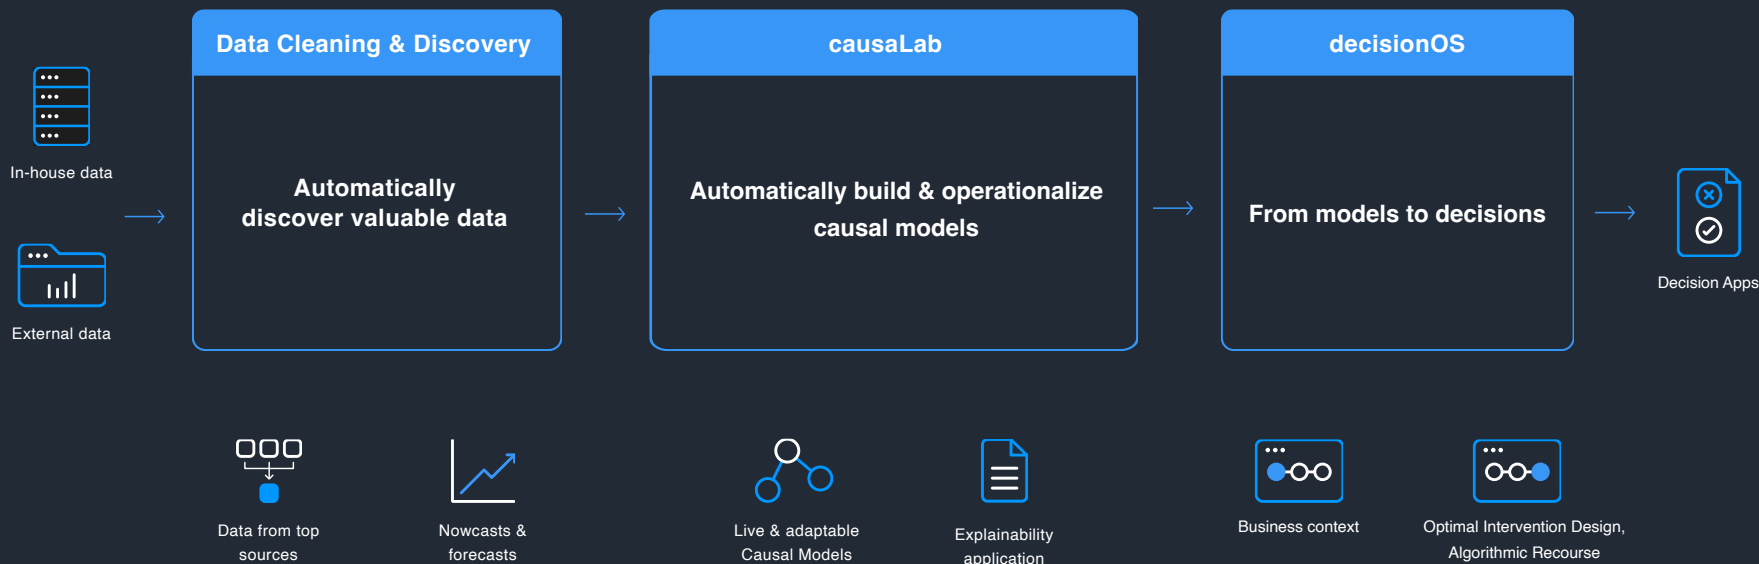 Data Cleaning & Discovery
causaLab
decisionOS
In-house data
External data
Automatically
discover valuable data
Automatically build & operationalize
causal models
From models to decisions
Decision Apps
Data from top
sources
Nowcasts &
forecasts
Live & adaptable
Causal Models
Explainability
application
Business context
Optimal Intervention Design,
Algorithmic Recourse